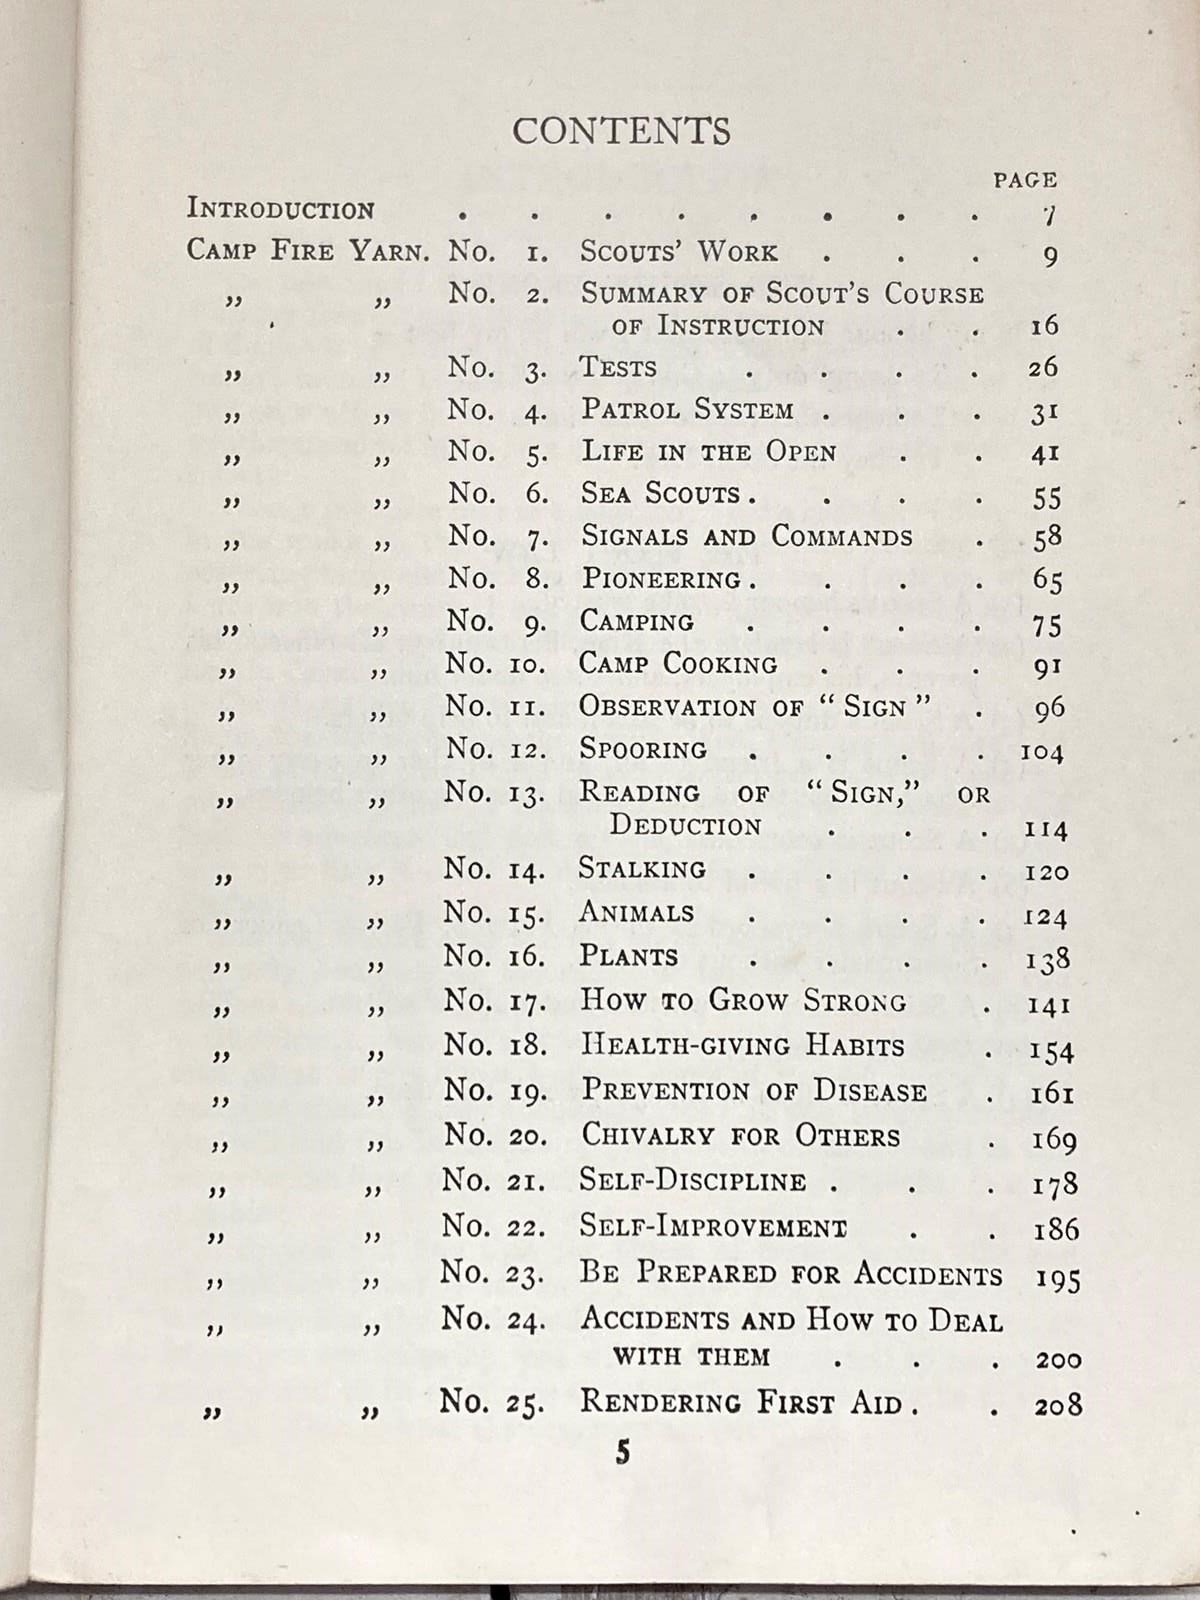 CONTENTS
PAGE
INTRODUCTION . . . . . . . . 7
CAMP FIRE YARN. No. 1. SCOUTS' WORK . . . 9
„ „ No. 2. SUMMARY OF SCOUT'S COURSE
OF INSTRUCTION . . 16
„ „ No. 3. TESTS . . . . 26
„ „ No. 4. PATROL SYSTEM . . . 31
„ „ No. 5. LIFE IN THE OPEN . . 41
„ „ No. 6. SEA SCOUTS . . . . 55
„ „ No. 7. SIGNALS AND COMMANDS . 58
„ „ No. 8. PIONEERING . . . . 65
„ „ No. 9. CAMPING . . . . 75
„ „ No. 10. CAMP COOKING . . . 91
„ „ No. 11. OBSERVATION OF "SIGN" . 96
„ „ No. 12. SPOORING . . . . 104
„ „ No. 13. READING OF "SIGN," OR
DEDUCTION . . . 114
„ „ No. 14. STALKING . . . . 120
„ „ No. 15. ANIMALS . . . . 124
„ „ No. 16. PLANTS . . . . 138
„ „ No. 17. HOW TO GROW STRONG . 141
„ „ No. 18. HEALTH-GIVING HABITS . 154
„ „ No. 19. PREVENTION OF DISEASE . 161
„ „ No. 20. CHIVALRY FOR OTHERS . 169
„ „ No. 21. SELF-DISCIPLINE . . . 178
„ „ No. 22. SELF-IMPROVEMENT . . 186
„ „ No. 23. BE PREPARED FOR ACCIDENTS 195
„ „ No. 24. ACCIDENTS AND HOW TO DEAL
WITH THEM . . . 200
„ „ No. 25. RENDERING FIRST AID . . 208
5